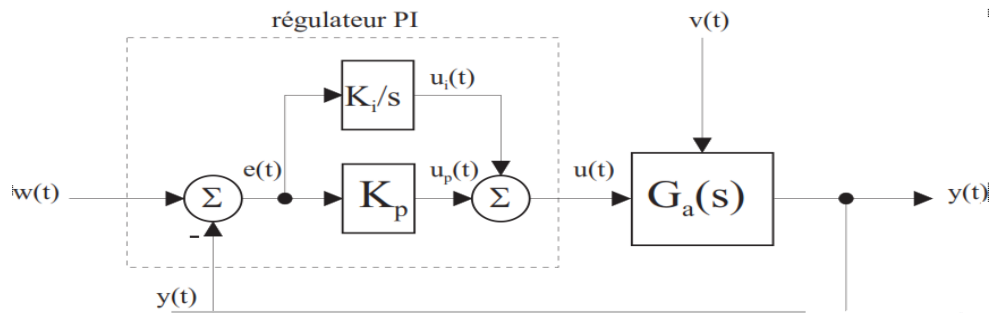 régulateur PI
v(t)
u_i(t)
K_i/s
e(t)
u_p(t)
u(t)
w(t)
Σ
K_p
Σ
G_a(s)
y(t)
-
y(t)